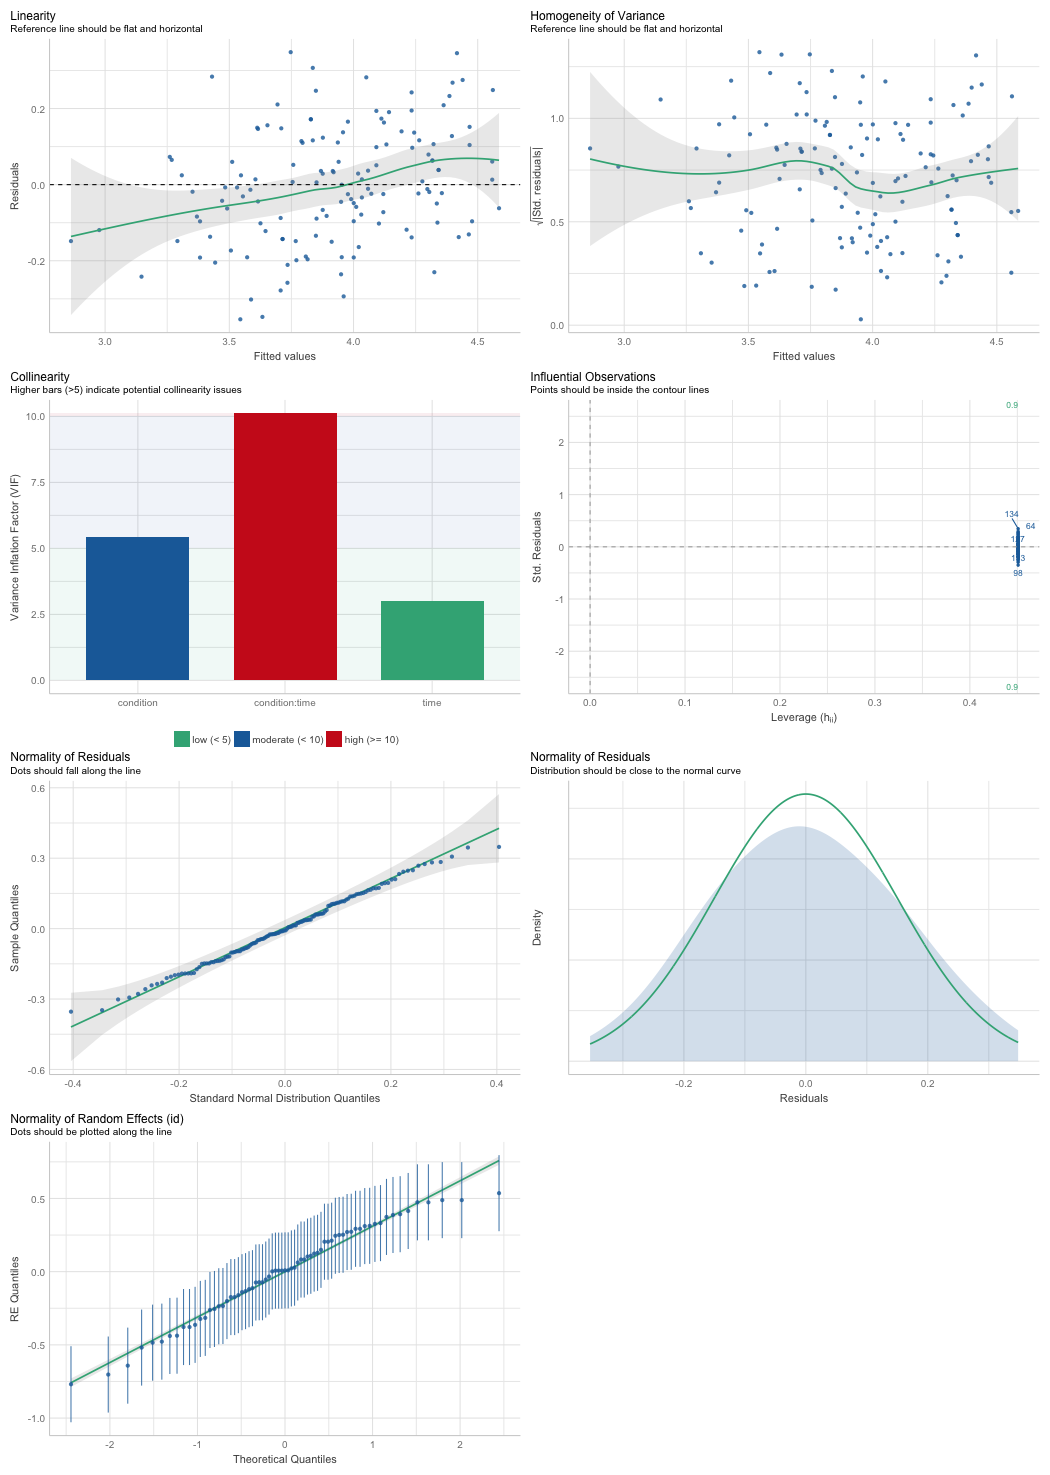 Linearity
Reference line should be flat and horizontal
0.2
0.0
-0.2
Residuals
3.0 3.5 4.0 4.5
Fitted values
Homogeneity of Variance
Reference line should be flat and horizontal
1.0
0.5
0.0
√|Std. residuals|
3.0 3.5 4.0 4.5
Fitted values
Collinearity
Higher bars (>5) indicate potential collinearity issues
10.0
7.5
5.0
2.5
0.0
Variance Inflation Factor (VIF)
condition condition:time time
low (< 5) moderate (< 10) high (>= 10)
Influential Observations
Points should be inside the contour lines
0.9
2
1
0
-1
-2
Std. Residuals
134
64
98
0.9
0.0 0.1 0.2 0.3 0.4
Leverage (hᵢᵢ)
Normality of Residuals
Dots should fall along the line
0.6
0.3
0.0
-0.3
-0.6
Sample Quantiles
-0.4 -0.2 0.0 0.2 0.4
Standard Normal Distribution Quantiles
Normality of Residuals
Distribution should be close to the normal curve
Density
-0.2 0.0 0.2
Residuals
Normality of Random Effects (id)
Dots should be plotted along the line
0.5
0.0
-0.5
-1.0
RE Quantiles
-2 -1 0 1 2
Theoretical Quantiles